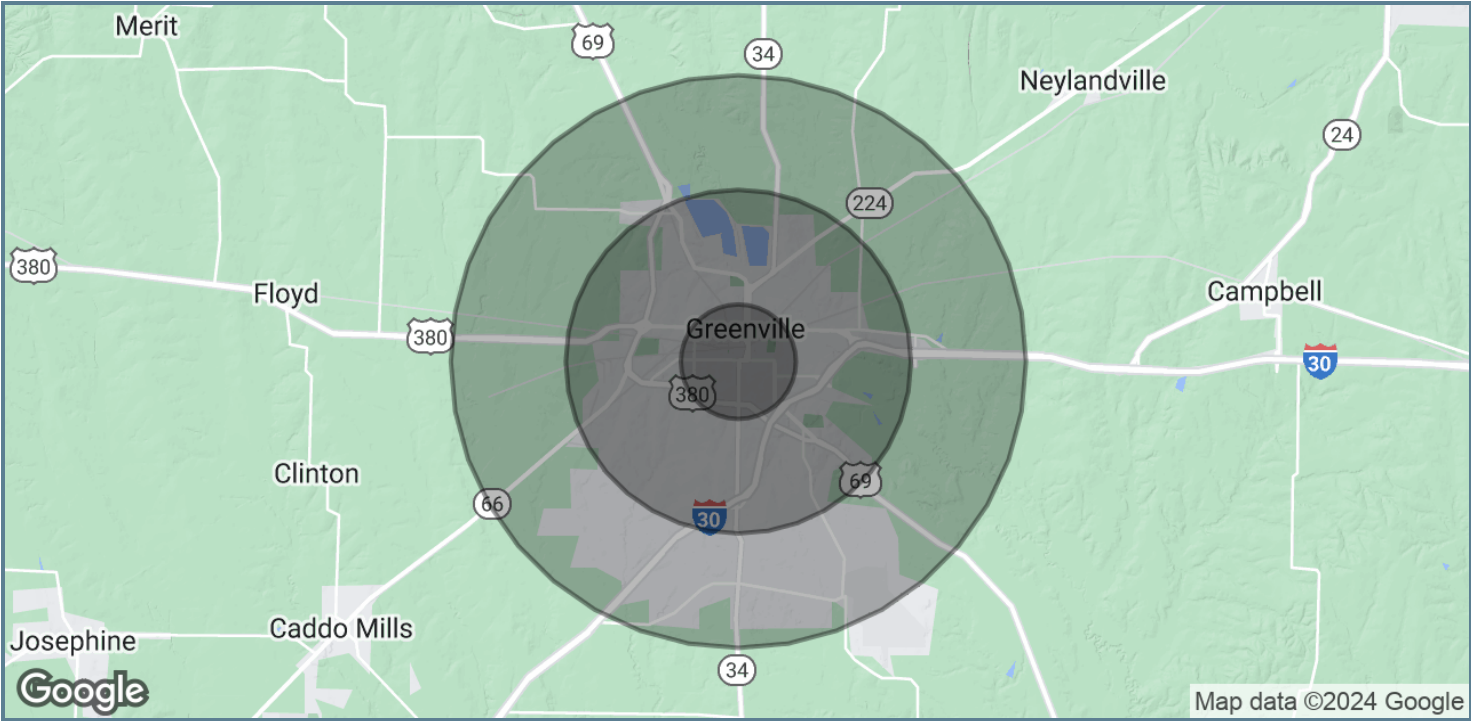 Merit
69
34
Neylandville
24
224
380
Floyd
Campbell
380
Greenville
30
380
Clinton
69
66
30
Caddo Mills
Josephine
34
Google
Map data ©2024 Google